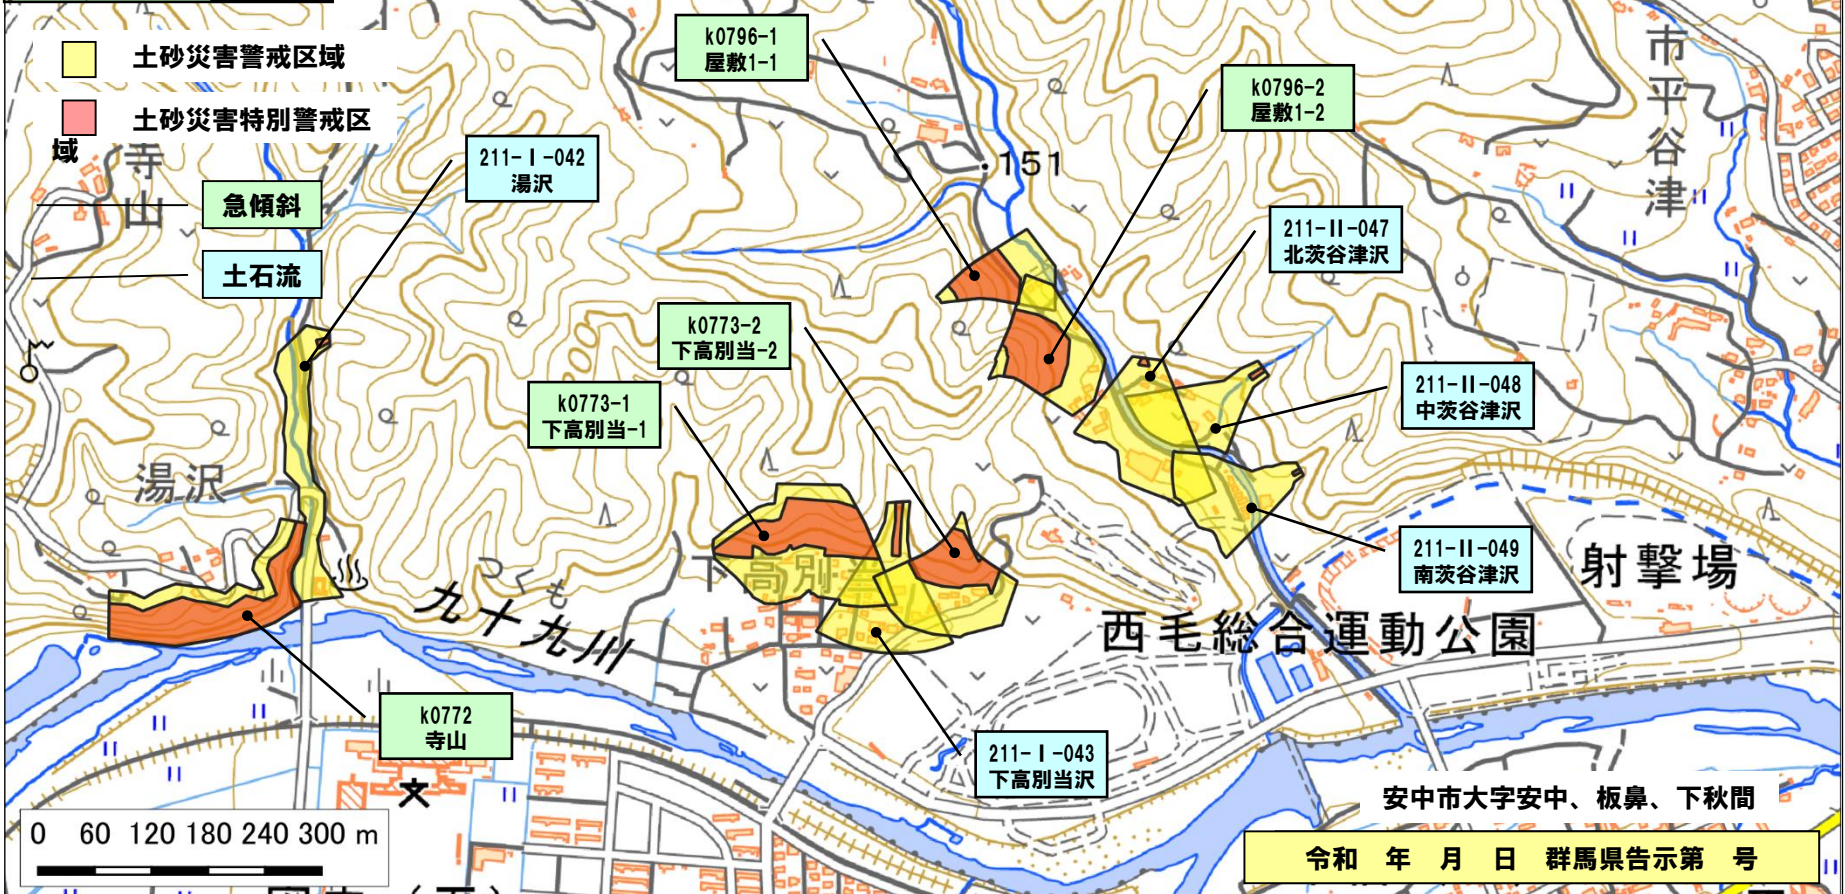 土砂災害警戒区域
土砂災害特別警戒区
域
急傾斜
土石流
寺山
211-Ⅰ-042
湯沢
k0796-1
屋敷1-1
k0796-2
屋敷1-2
・151
市平谷津
211-Ⅱ-047
北茨谷津沢
k0773-2
下高別当-2
k0773-1
下高別当-1
211-Ⅱ-048
中茨谷津沢
湯沢
211-Ⅱ-049
南茨谷津沢
射撃場
下高別当
つくも
九十九川
西毛総合運動公園
k0772
寺山
211-Ⅰ-043
下高別当沢
文
安中市大字安中、板鼻、下秋間
令和 年 月 日 群馬県告示第 号
0 60 120 180 240 300 m